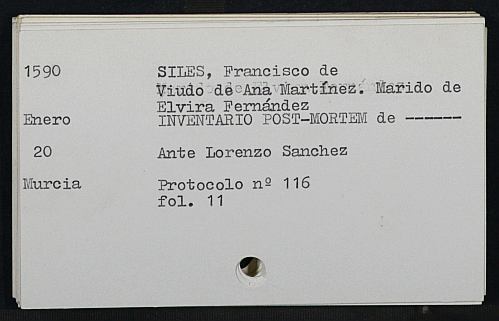 1590 SILES, Francisco de
Viudo de Ana Martínez. Marido de
Elvira Fernández
Enero INVENTARIO POST-MORTEM de ------
20 Ante Lorenzo Sanchez
Murcia Protocolo nº 116
fol. 11